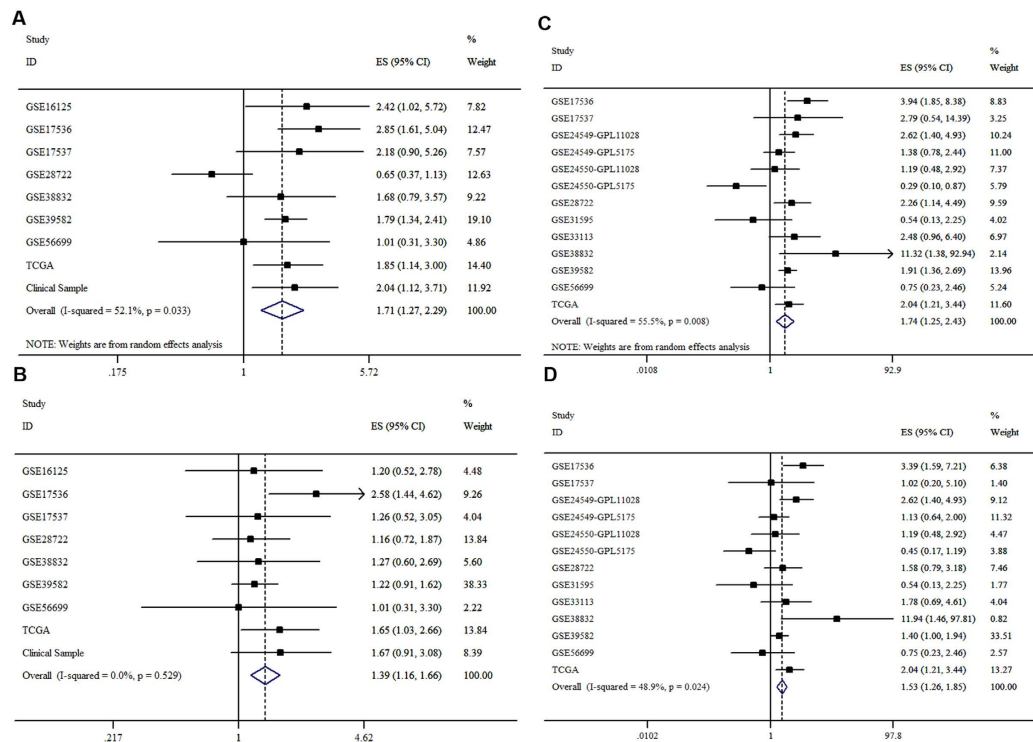 A
Study %
ID ES (95% CI) Weight
GSE16125 2.42 (1.02, 5.72) 7.82
GSE17536 2.85 (1.61, 5.04) 12.47
GSE17537 2.18 (0.90, 5.26) 7.57
GSE28722 0.65 (0.37, 1.13) 12.63
GSE38832 1.68 (0.79, 3.57) 9.22
GSE39582 1.79 (1.34, 2.41) 19.10
GSE56699 1.01 (0.31, 3.30) 4.86
TCGA 1.85 (1.14, 3.00) 14.40
Clinical Sample 2.04 (1.12, 3.71) 11.92
Overall (I-squared = 52.1%, p = 0.033) 1.71 (1.27, 2.29) 100.00
NOTE: Weights are from random effects analysis
.175 1 5.72
B
Study %
ID ES (95% CI) Weight
GSE16125 1.20 (0.52, 2.78) 4.48
GSE17536 2.58 (1.44, 4.62) 9.26
GSE17537 1.26 (0.52, 3.05) 4.04
GSE28722 1.16 (0.72, 1.87) 13.84
GSE38832 1.27 (0.60, 2.69) 5.60
GSE39582 1.22 (0.91, 1.62) 38.33
GSE56699 1.01 (0.31, 3.30) 2.22
TCGA 1.65 (1.03, 2.66) 13.84
Clinical Sample 1.67 (0.91, 3.08) 8.39
Overall (I-squared = 0.0%, p = 0.529) 1.39 (1.16, 1.66) 100.00
.217 1 4.62
C
Study %
ID ES (95% CI) Weight
GSE17536 3.94 (1.85, 8.38) 8.83
GSE17537 2.79 (0.54, 14.39) 3.25
GSE24549-GPL11028 2.62 (1.40, 4.93) 10.24
GSE24549-GPL5175 1.38 (0.78, 2.44) 11.00
GSE24550-GPL11028 1.19 (0.48, 2.92) 7.37
GSE24550-GPL5175 0.29 (0.10, 0.87) 5.79
GSE28722 2.26 (1.14, 4.49) 9.59
GSE31595 0.54 (0.13, 2.25) 4.02
GSE33113 2.48 (0.96, 6.40) 6.97
GSE38832 11.32 (1.38, 92.94) 2.14
GSE39582 1.91 (1.36, 2.69) 13.96
GSE56699 0.75 (0.23, 2.46) 5.24
TCGA 2.04 (1.21, 3.44) 11.60
Overall (I-squared = 55.5%, p = 0.008) 1.74 (1.25, 2.43) 100.00
NOTE: Weights are from random effects analysis
.0108 1 92.9
D
Study %
ID ES (95% CI) Weight
GSE17536 3.39 (1.59, 7.21) 6.38
GSE17537 1.02 (0.20, 5.10) 1.40
GSE24549-GPL11028 2.62 (1.40, 4.93) 9.12
GSE24549-GPL5175 1.13 (0.64, 2.00) 11.32
GSE24550-GPL11028 1.19 (0.48, 2.92) 4.47
GSE24550-GPL5175 0.45 (0.17, 1.19) 3.88
GSE28722 1.58 (0.79, 3.18) 7.46
GSE31595 0.54 (0.13, 2.25) 1.77
GSE33113 1.78 (0.69, 4.61) 4.04
GSE38832 11.94 (1.46, 97.81) 0.82
GSE39582 1.40 (1.00, 1.94) 33.51
GSE56699 0.75 (0.23, 2.46) 2.57
TCGA 2.04 (1.21, 3.44) 13.27
Overall (I-squared = 48.9%, p = 0.024) 1.53 (1.26, 1.85) 100.00
.0102 1 97.8